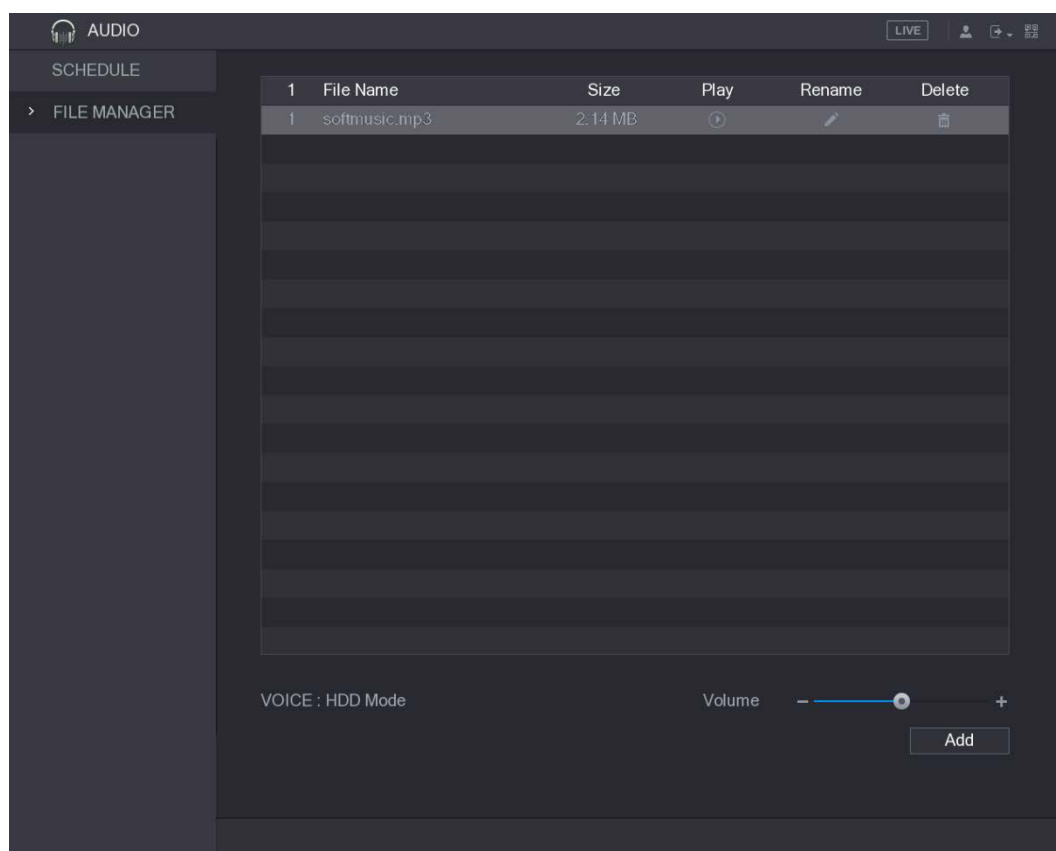 AUDIO LIVE
SCHEDULE
FILE MANAGER
1 File Name Size Play Rename Delete
1 softmusic.mp3 2.14 MB
VOICE : HDD Mode Volume
Add